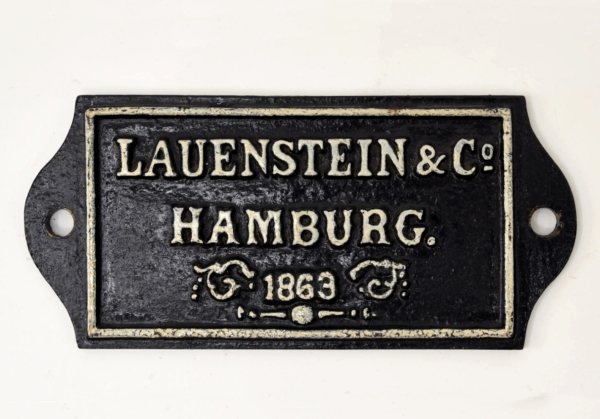 LAUENSTEIN & Cº
HAMBURG.
1863